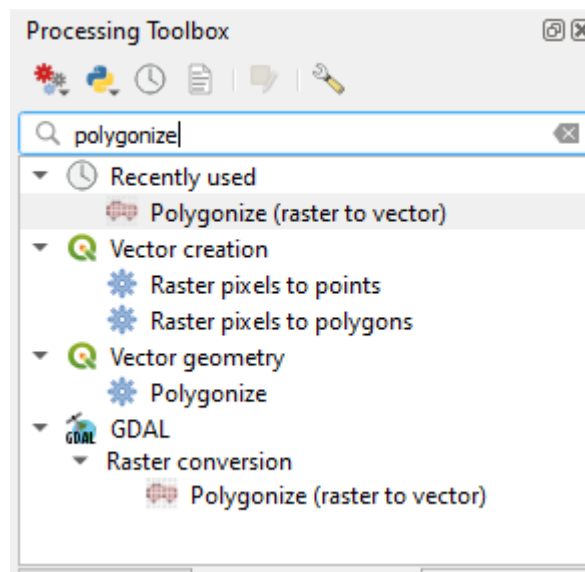 Processing Toolbox
polygonize
Recently used
Polygonize (raster to vector)
Vector creation
Raster pixels to points
Raster pixels to polygons
Vector geometry
Polygonize
GDAL
GDAL
Raster conversion
Polygonize (raster to vector)